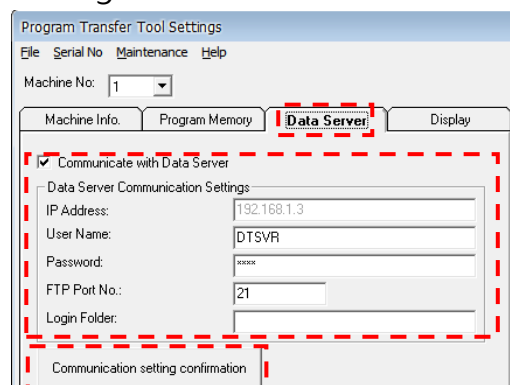 Program Transfer Tool Settings
File Serial No Maintenance Help
Machine No: 1
Machine Info. Program Memory Data Server Display
Communicate with Data Server
Data Server Communication Settings
IP Address: 192.168.1.3
User Name: DTSVR
Password: ××××
FTP Port No.: 21
Login Folder:
Communication setting confirmation